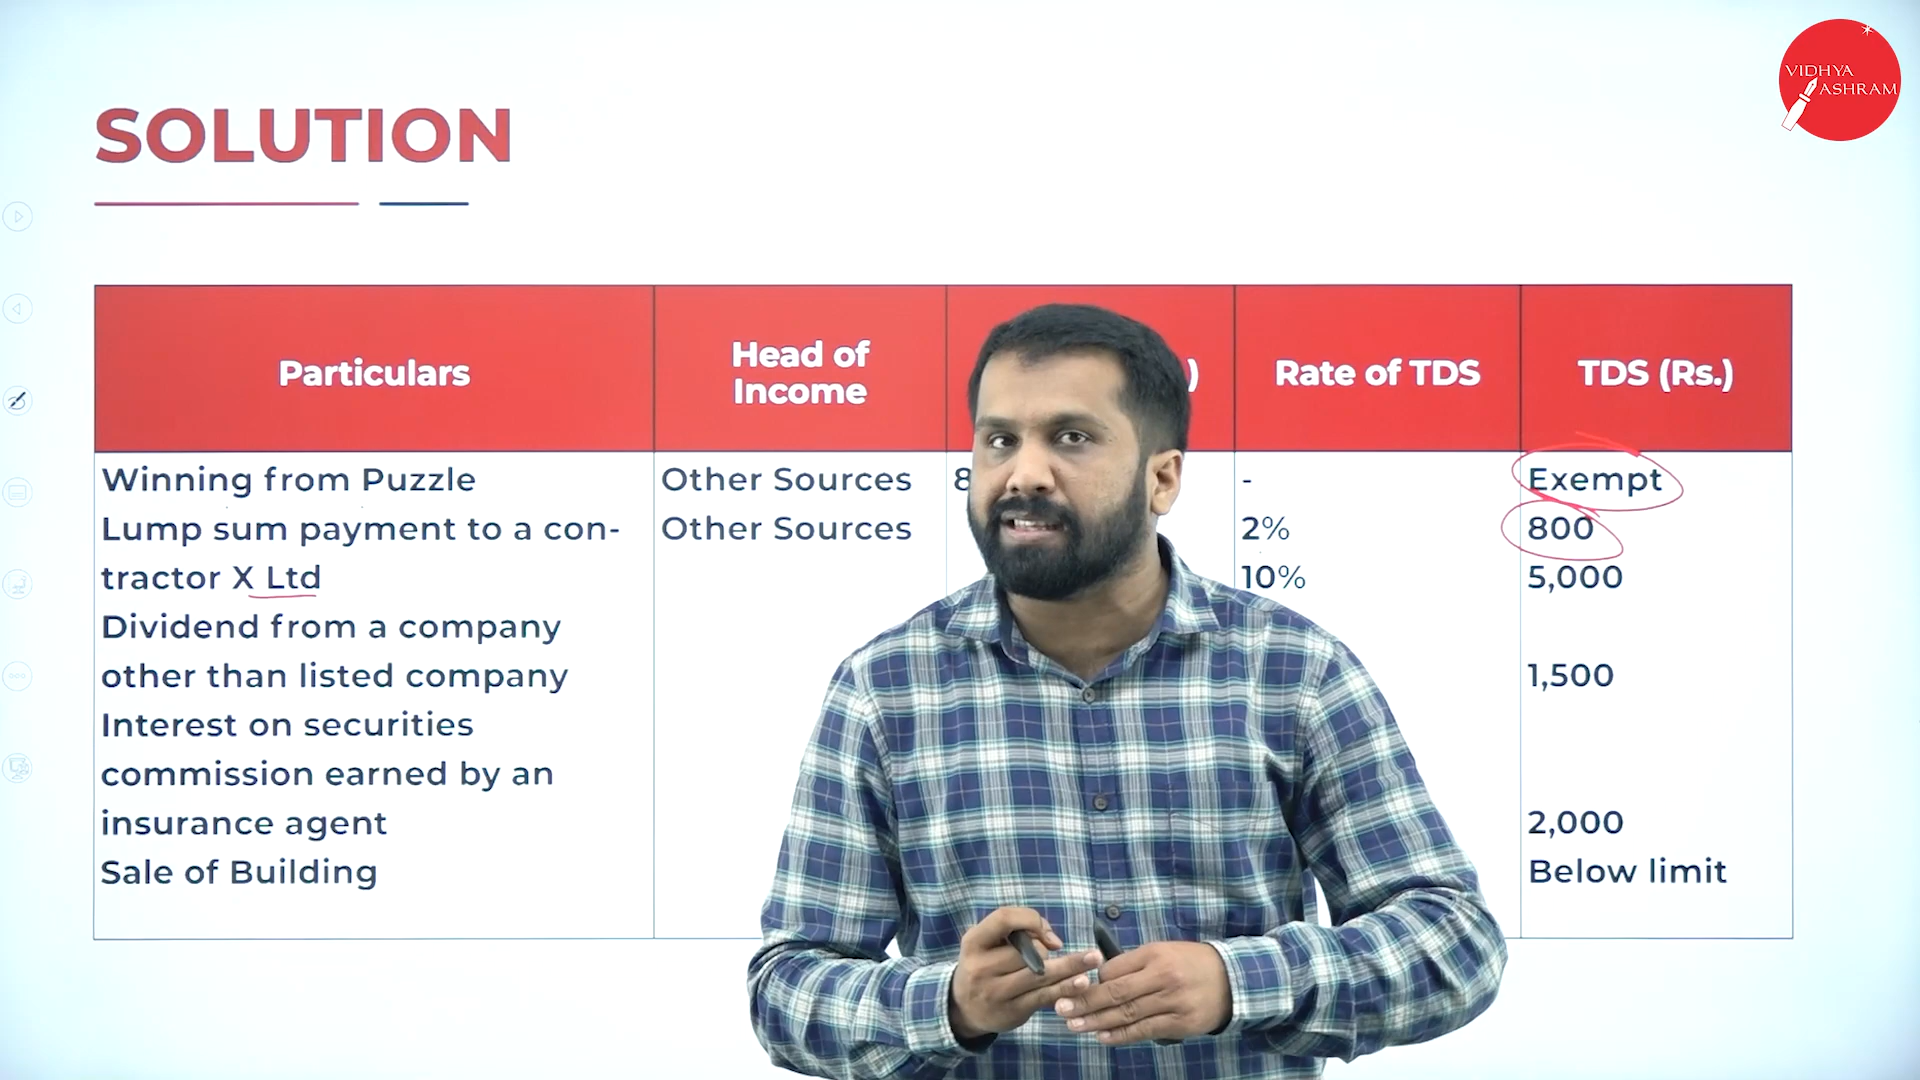 VIDHYA
ASHRAM
SOLUTION
Particulars
Head of
Income
)
Rate of TDS
TDS (Rs.)
Winning from Puzzle
Other Sources
8
-
Exempt
Lump sum payment to a con-
Other Sources
2%
800
tractor X Ltd
10%
5,000
Dividend from a company
other than listed company
1,500
Interest on securities
commission earned by an
insurance agent
2,000
Sale of Building
Below limit